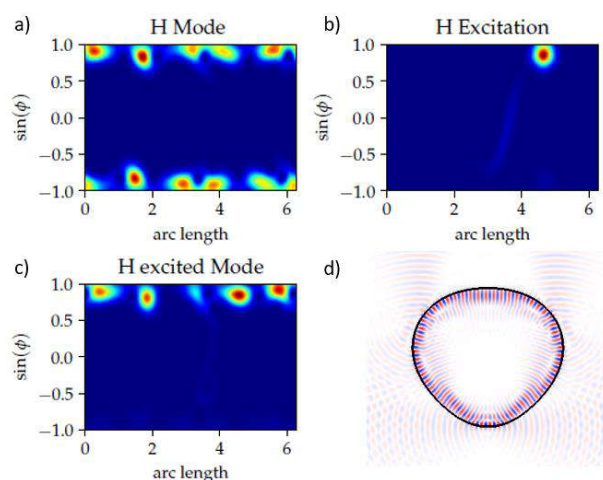 a)
H Mode
1.0
0.5
0.0
−0.5
−1.0
sin(ϕ)
0 2 4 6
arc length
b)
H Excitation
1.0
0.5
0.0
−0.5
−1.0
sin(ϕ)
0 2 4 6
arc length
c)
H excited Mode
1.0
0.5
0.0
−0.5
−1.0
sin(ϕ)
0 2 4 6
arc length
d)